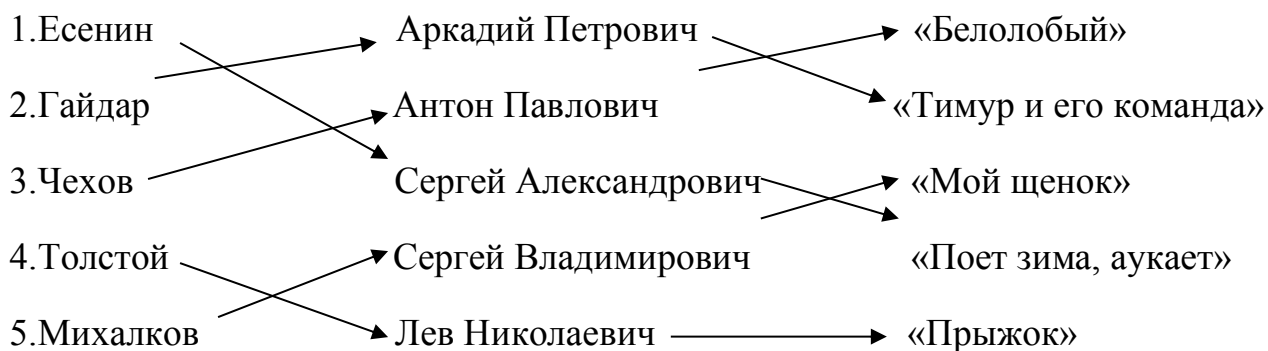 1.Есенин Аркадий Петрович «Белолобый»
2.Гайдар Антон Павлович «Тимур и его команда»
3.Чехов Сергей Александрович «Мой щенок»
4.Толстой Сергей Владимирович «Поет зима, аукает»
5.Михалков Лев Николаевич «Прыжок»